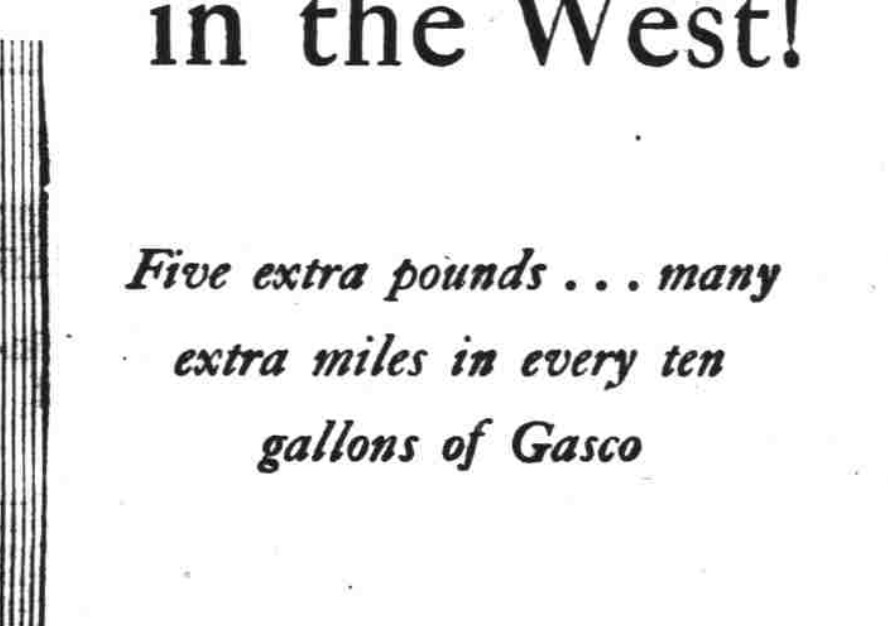 in the West!
Five extra pounds . . . many
extra miles in every ten
gallons of Gasco